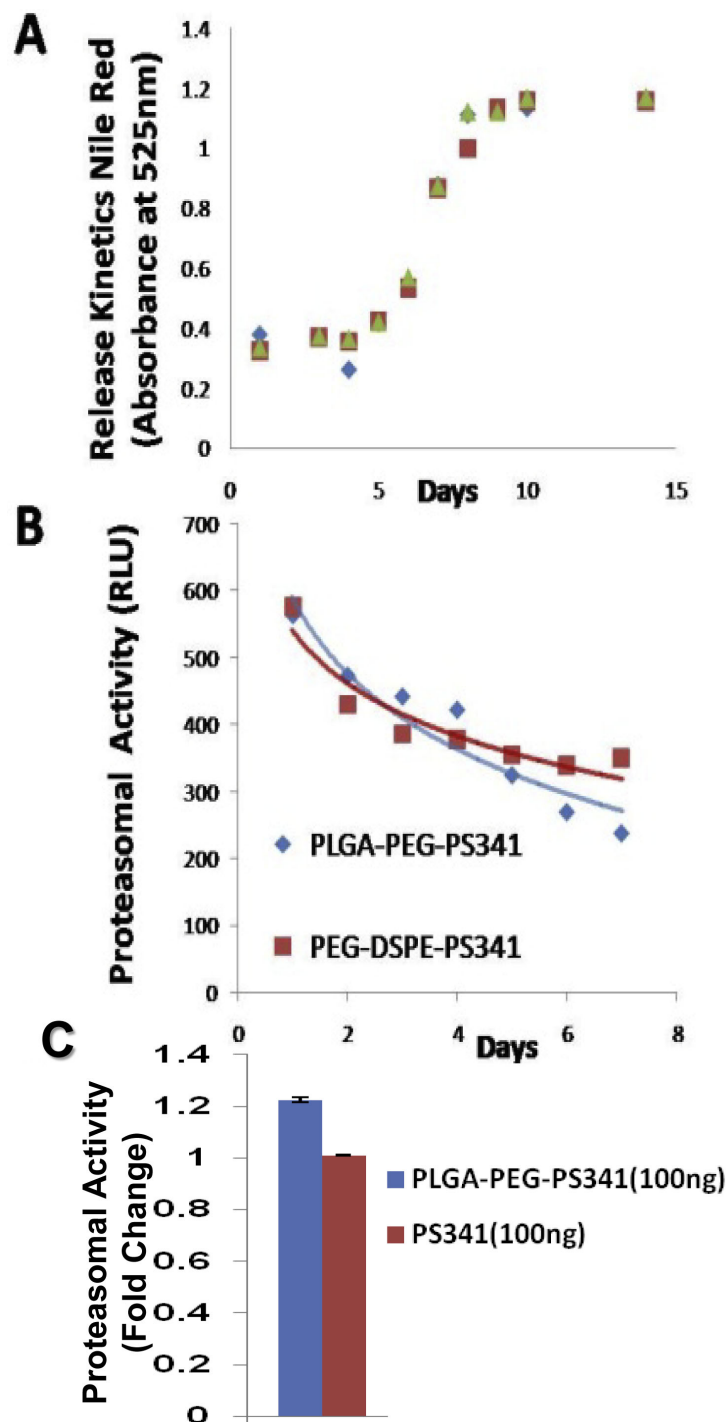 A
Release Kinetics Nile Red
(Absorbance at 525nm)
1.4
1.2
1
0.8
0.6
0.4
0.2
0
0 5 Days 10 15
B
Proteasomal Activity (RLU)
700
600
500
400
300
200
100
0
PLGA-PEG-PS341
PEG-DSPE-PS341
0 2 4 Days 6 8
C
Proteasomal Activity
(Fold Change)
1.4
1.2
1
0.8
0.6
0.4
0.2
0
PLGA-PEG-PS341(100ng)
PS341(100ng)